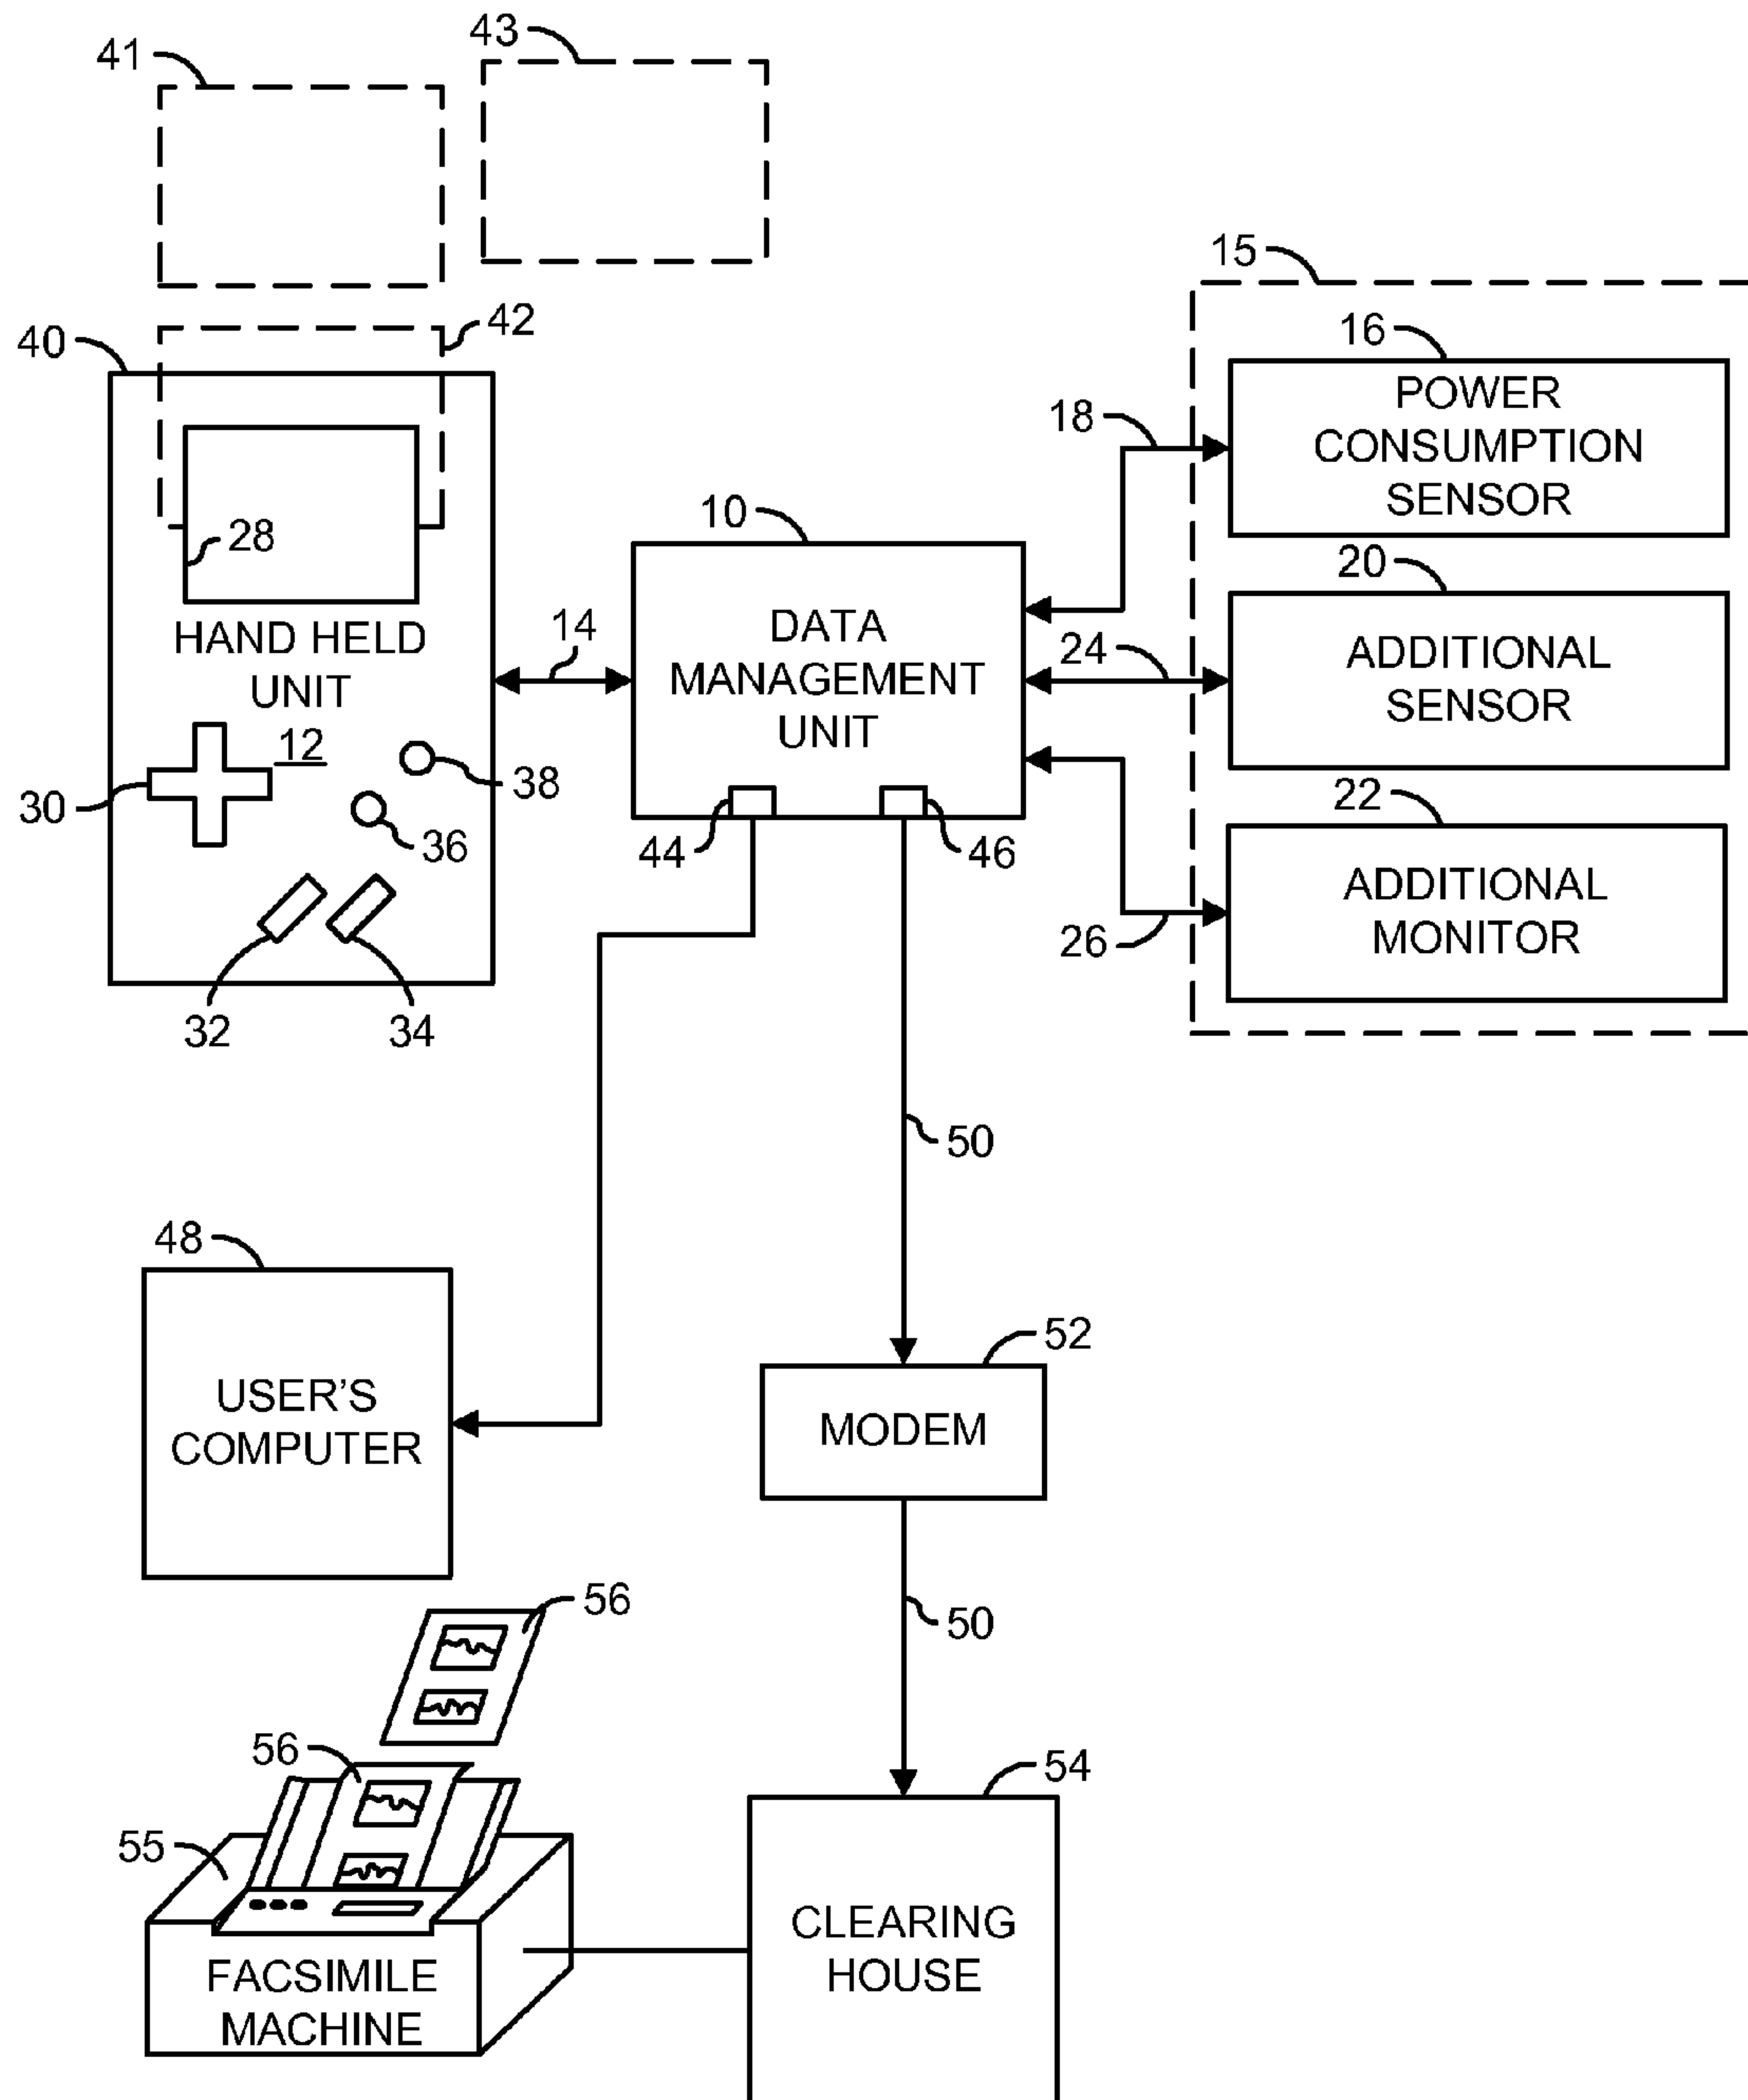 41
43
15
42
40
16
POWER
CONSUMPTION
SENSOR
18
10
28
20
HAND HELD
UNIT
12
14
DATA
MANAGEMENT
UNIT
24
ADDITIONAL
SENSOR
30
38
36
22
44
46
ADDITIONAL
MONITOR
26
32
34
50
48
52
USER'S
COMPUTER
MODEM
56
50
56
54
55
CLEARING
HOUSE
FACSIMILE
MACHINE